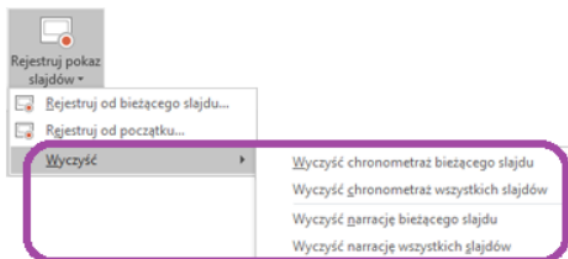 Rejestruj pokaz
slajdów
Rejestruj od bieżącego slajdu...
Rejestruj od początku...
Wyczyść
Wyczyść chronometraż bieżącego slajdu
Wyczyść chronometraż wszystkich slajdów
Wyczyść narrację bieżącego slajdu
Wyczyść narrację wszystkich slajdów